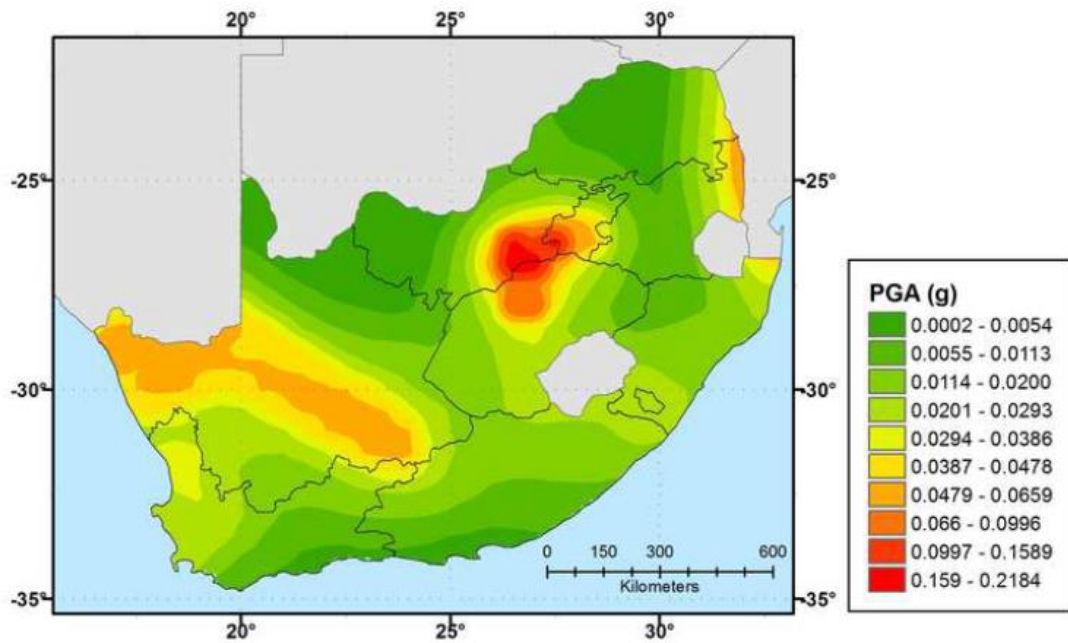 20° 25° 30°
-25° -25°
-30° -30°
-35° -35°
20° 25° 30°
0 150 300 600
Kilometers
PGA (g)
0.0002 - 0.0054
0.0055 - 0.0113
0.0114 - 0.0200
0.0201 - 0.0293
0.0294 - 0.0386
0.0387 - 0.0478
0.0479 - 0.0659
0.066 - 0.0996
0.0997 - 0.1589
0.159 - 0.2184